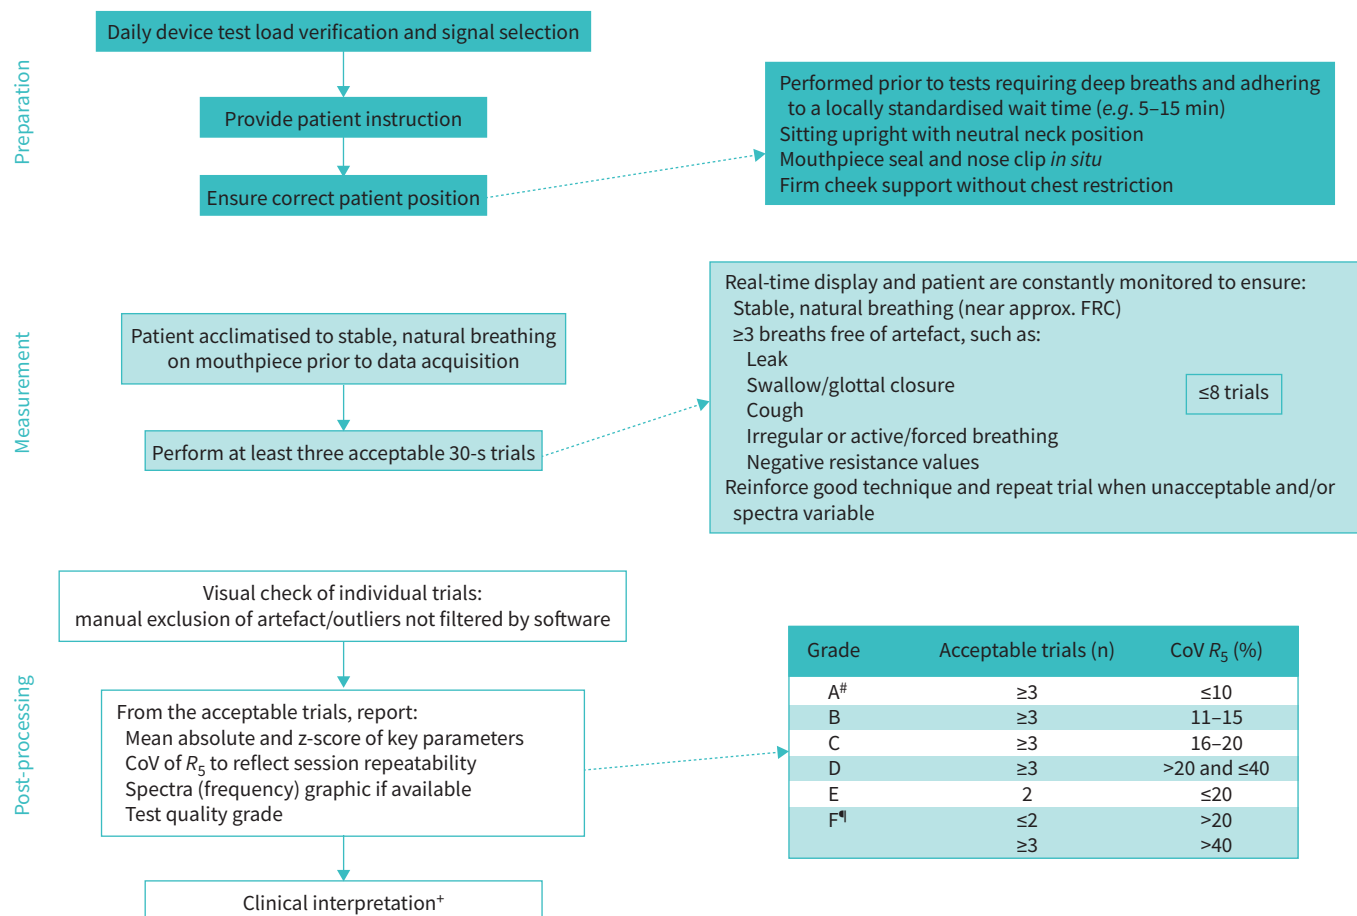 Preparation
Daily device test load verification and signal selection
Provide patient instruction
Ensure correct patient position
Performed prior to tests requiring deep breaths and adhering
to a locally standardised wait time (e.g. 5–15 min)
Sitting upright with neutral neck position
Mouthpiece seal and nose clip in situ
Firm cheek support without chest restriction
Measurement
Patient acclimatised to stable, natural breathing
on mouthpiece prior to data acquisition
Perform at least three acceptable 30-s trials
Real-time display and patient are constantly monitored to ensure:
Stable, natural breathing (near approx. FRC)
≥3 breaths free of artefact, such as:
Leak
Swallow/glottal closure
Cough
Irregular or active/forced breathing
Negative resistance values
Reinforce good technique and repeat trial when unacceptable and/or
spectra variable
≤8 trials
Post-processing
Visual check of individual trials:
manual exclusion of artefact/outliers not filtered by software
From the acceptable trials, report:
Mean absolute and z-score of key parameters
CoV of R5 to reflect session repeatability
Spectra (frequency) graphic if available
Test quality grade
Clinical interpretation+
Grade Acceptable trials (n) CoV R5 (%)
A# ≥3 ≤10
B ≥3 11–15
C ≥3 16–20
D ≥3 >20 and ≤40
E 2 ≤20
F¶ ≤2 >20
≥3 >40